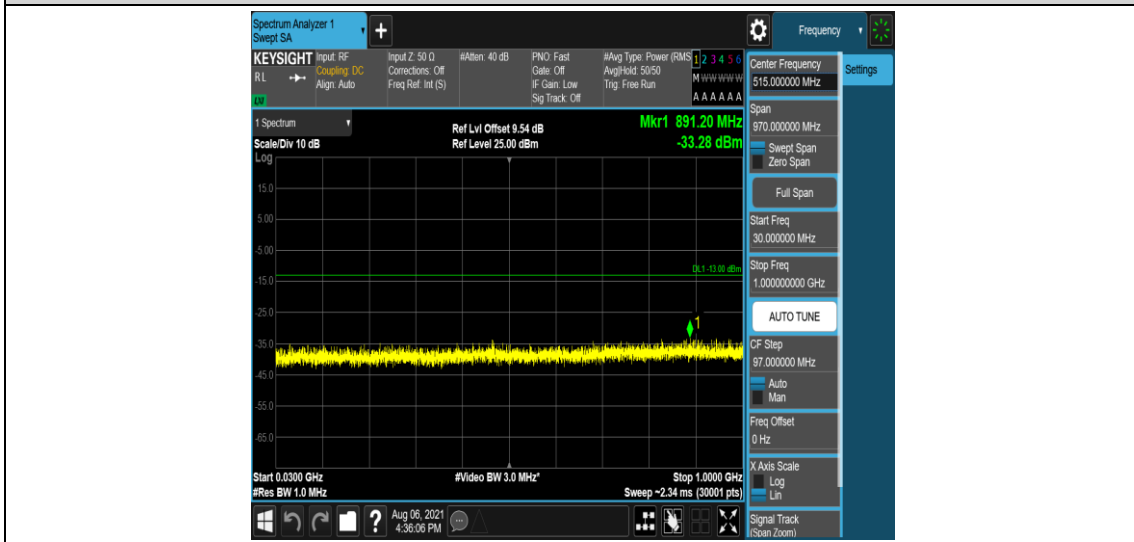 Spectrum Analyzer 1
Swept SA
+
Frequency
KEYSIGHT
RL
LXI
Input: RF
Coupling: DC
Align: Auto
Input Z: 50 Ω
Corrections: Off
Freq Ref: Int (S)
#Atten: 40 dB
PNO: Fast
Gate: Off
IF Gain: Low
Sig Track: Off
#Avg Type: Power (RMS
Avg|Hold: 50/50
Trig: Free Run
1 2 3 4 5 6
M W W W W W
A A A A A A
1 Spectrum
Scale/Div 10 dB
Log
Ref Lvl Offset 9.54 dB
Ref Level 25.00 dBm
Mkr1 891.20 MHz
-33.28 dBm
15.0
5.00
-5.00
-15.0
-25.0
-35.0
-45.0
-55.0
-65.0
DL1 -13.00 dBm
1
Start 0.0300 GHz
#Res BW 1.0 MHz
#Video BW 3.0 MHz*
Stop 1.0000 GHz
Sweep ~2.34 ms (30001 pts)
Center Frequency
515.000000 MHz
Settings
Span
970.000000 MHz
Swept Span
Zero Span
Full Span
Start Freq
30.000000 MHz
Stop Freq
1.000000000 GHz
AUTO TUNE
CF Step
97.000000 MHz
Auto
Man
Freq Offset
0 Hz
X Axis Scale
Log
Lin
Signal Track
(Span Zoom)
?
Aug 06, 2021
4:36:06 PM